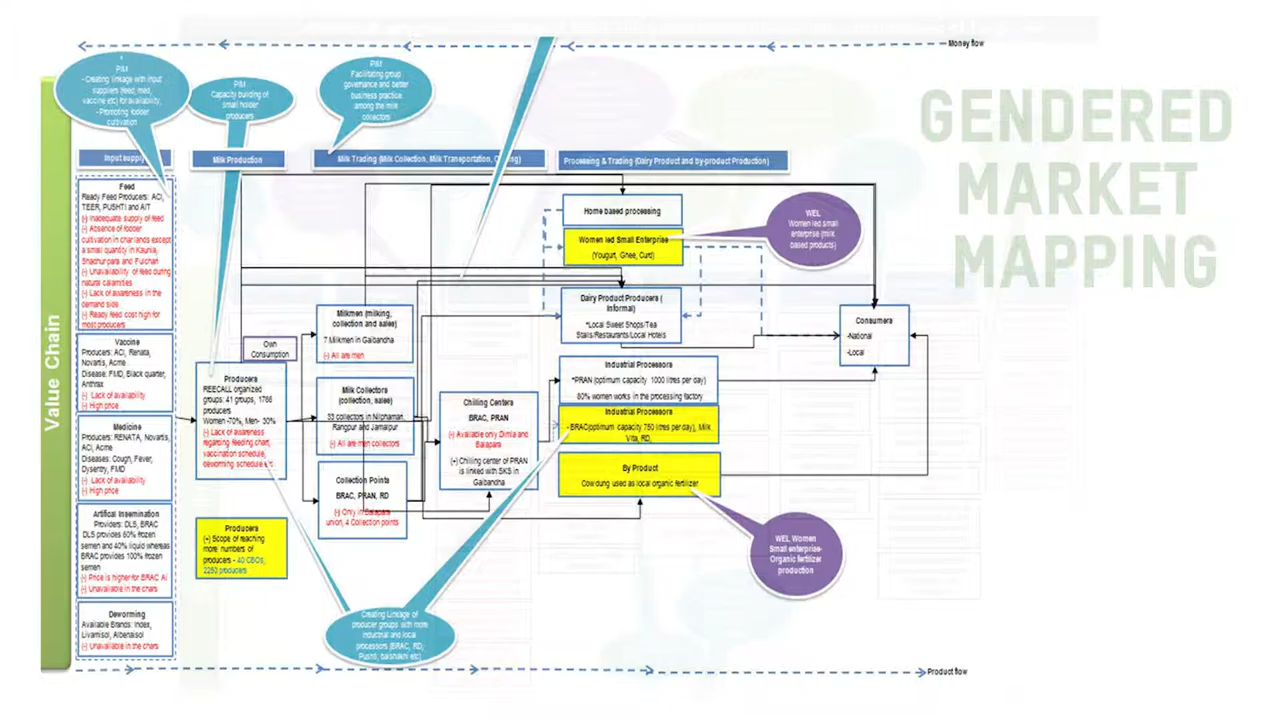 Money flow
PIM
- Creating linkage with input
suppliers (feed, med,
vaccine etc) for availability,
- Promoting fodder
cultivation
PIM
Capacity building of
small holder
producers
PIM
Facilitating group
governance and better
business practice
among the milk
collectors
GENDERED
MARKET
MAPPING
Value Chain
Input supply
Milk Production
Milk Trading (Milk Collection, Milk Transportation,
Processing & Trading (Dairy Product and by-product Production)
Feed
Ready Feed Producers: ACI,
TEER, PUSHTI and AIT
(-) Inadequate supply of feed
(-) Absence of fodder
cultivation in char lands except
a small quantity in Kaunia,
Shaghurpara and Fulchari
(-) Unavailability of feed during
natural calamities
(-) Lack of awareness in the
demand side
(-) Ready feed cost high for
most producers
Vaccine
Producers: ACI, Renata,
Novartis, Acme
Disease: FMD, Black quarter,
Anthrax
(-) Lack of availability
(-) High price
Medicine
Producers: RENATA, Novartis,
ACI, Acme
Diseases: Cough, Fever,
Dysentry, FMD
(-) Lack of availability
(-) High price
Artifical Insemination
Providers: DLS, BRAC
DLS provides 60% frozen
semen and 40% liquid whereas
BRAC provides 100% frozen
semen
(-) Price is higher for BRAC AI
(-) Unavailable in the chars
Deworming
Available Brands: Index,
Livamisol, Albenaisol
(-) Unavailable in the chars
Own
Consumption
Producers
REECALL organized
groups: 41 groups, 1766
producers
Women -70%, Men- 30%
(-) Lack of awareness
regarding feeding chart,
vaccination schedule,
deworming schedule etc
Producers
(+) Scope of reaching
more numbers of
producers - 40 CBOs,
2250 producers
Milkmen (milking,
collection and sales)
7 Milkmen in Gaibandha
(-) All are men
Milk Collectors
(collection, sales)
33 collectors in Nilphamari,
Rangpur and Jamalpur
(-) All are men collectors
Collection Points
BRAC, PRAN, RD
(-) Only in Balapara
union, 4 Collection points
Chilling Centers
BRAC, PRAN
(-) Available only Dimla and
Balapara
(+) Chilling center of PRAN
is linked with SKS in
Gaibandha
Home based processing
Women led Small Enterprise
(Yougurt, Ghee, Curd)
Dairy Product Producers (
Informal)
*Local Sweet Shops/Tea
Stalls/Restaurants/Local Hotels
Industrial Processors
*PRAN (optimum capacity 1000 litres per day)
80% women works in the processing factory
Industrial Processors
- BRAC(optimum capacity 750 litres per day), Milk
Vita, RD,
By Product
Cow dung used as local organic fertilizer
WEL
Women led small
enterprise (milk
based products)
Consumers
-National
-Local
WEL Women
Small enterprise-
Organic fertilizer
production
Creating Linkage of
producer groups with more
industrial and local
processors (BRAC, RD,
Pusti, baishakhi etc)
Product flow